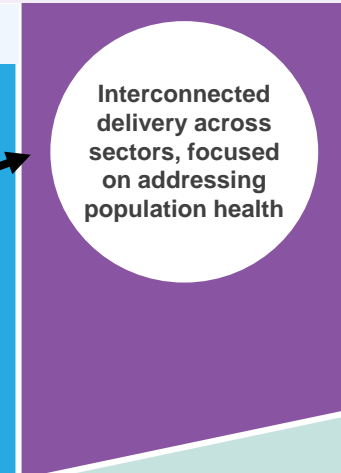 Interconnected
delivery across
sectors, focused
on addressing
population health